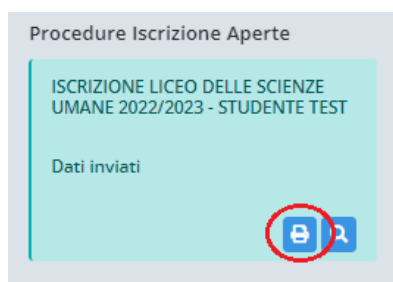 Procedure Iscrizione Aperte
ISCRIZIONE LICEO DELLE SCIENZE
UMANE 2022/2023 - STUDENTE TEST
Dati inviati